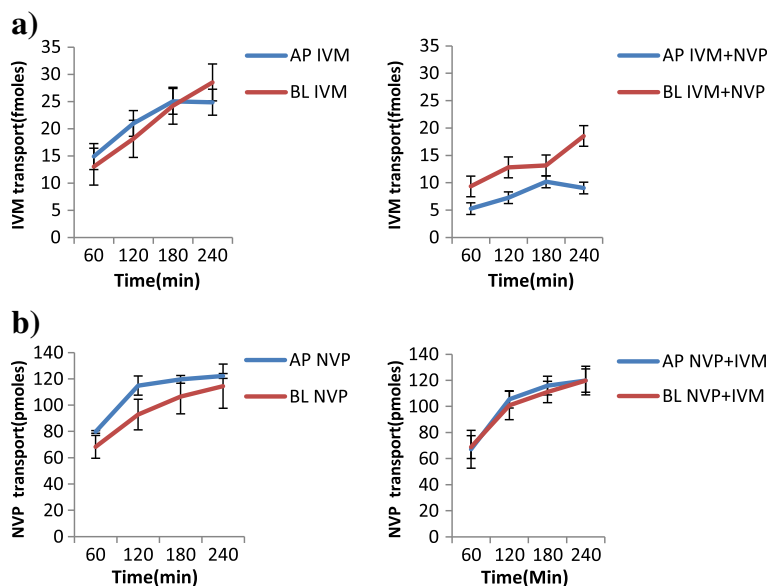 a)
AP IVM
BL IVM
IVM transport(fmoles)
35
30
25
20
15
10
5
0
60 120 180 240
Time(min)
AP IVM+NVP
BL IVM+NVP
IVM transport(fmoles)
35
30
25
20
15
10
5
0
60 120 180 240
Time(min)
b)
AP NVP
BL NVP
NVP transport(pmoles)
140
120
100
80
60
40
20
0
60 120 180 240
Time(min)
AP NVP+IVM
BL NVP+IVM
NVP transport(pmoles)
140
120
100
80
60
40
20
0
60 120 180 240
Time(Min)